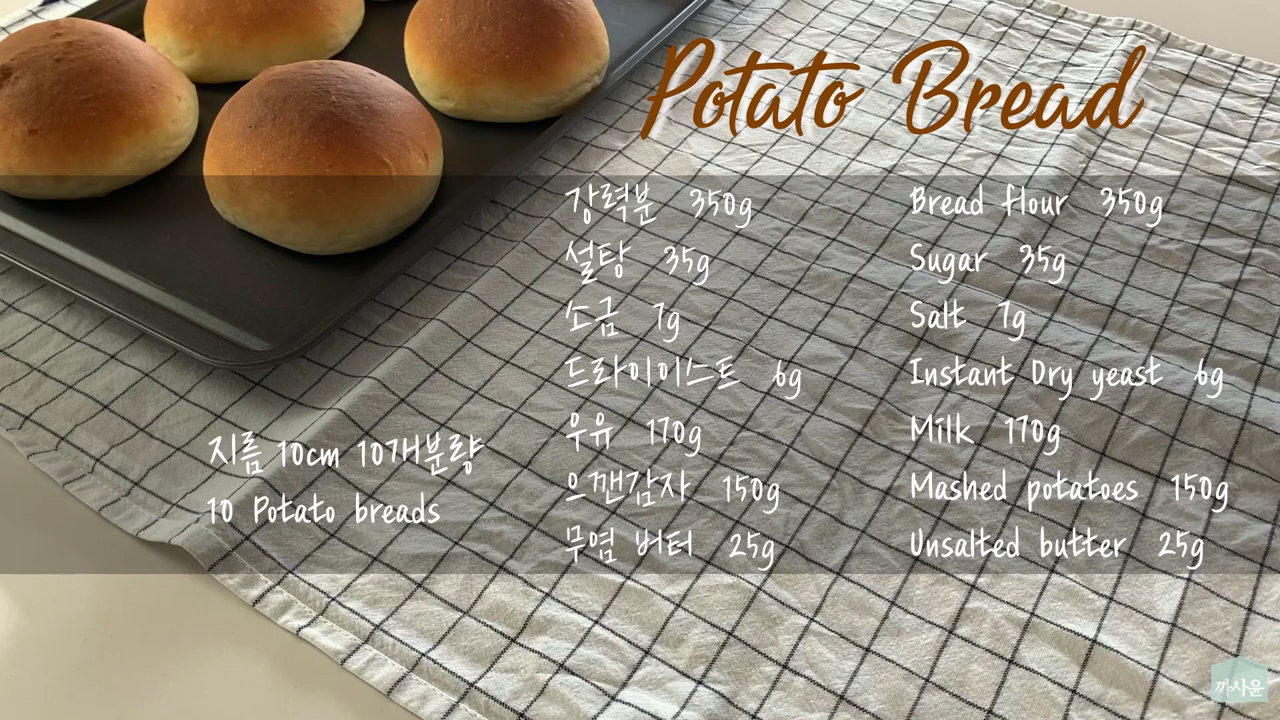 Potato Bread
강력분 350g
설탕 35g
소금 7g
드라이이스트 6g
우유 170g
으깬감자 150g
무염 버터 25g
Bread flour 350g
Sugar 35g
Salt 7g
Instant Dry yeast 6g
Milk 170g
Mashed potatoes 150g
Unsalted butter 25g
지름 10cm 10개분량
10 Potato breads
까사윤